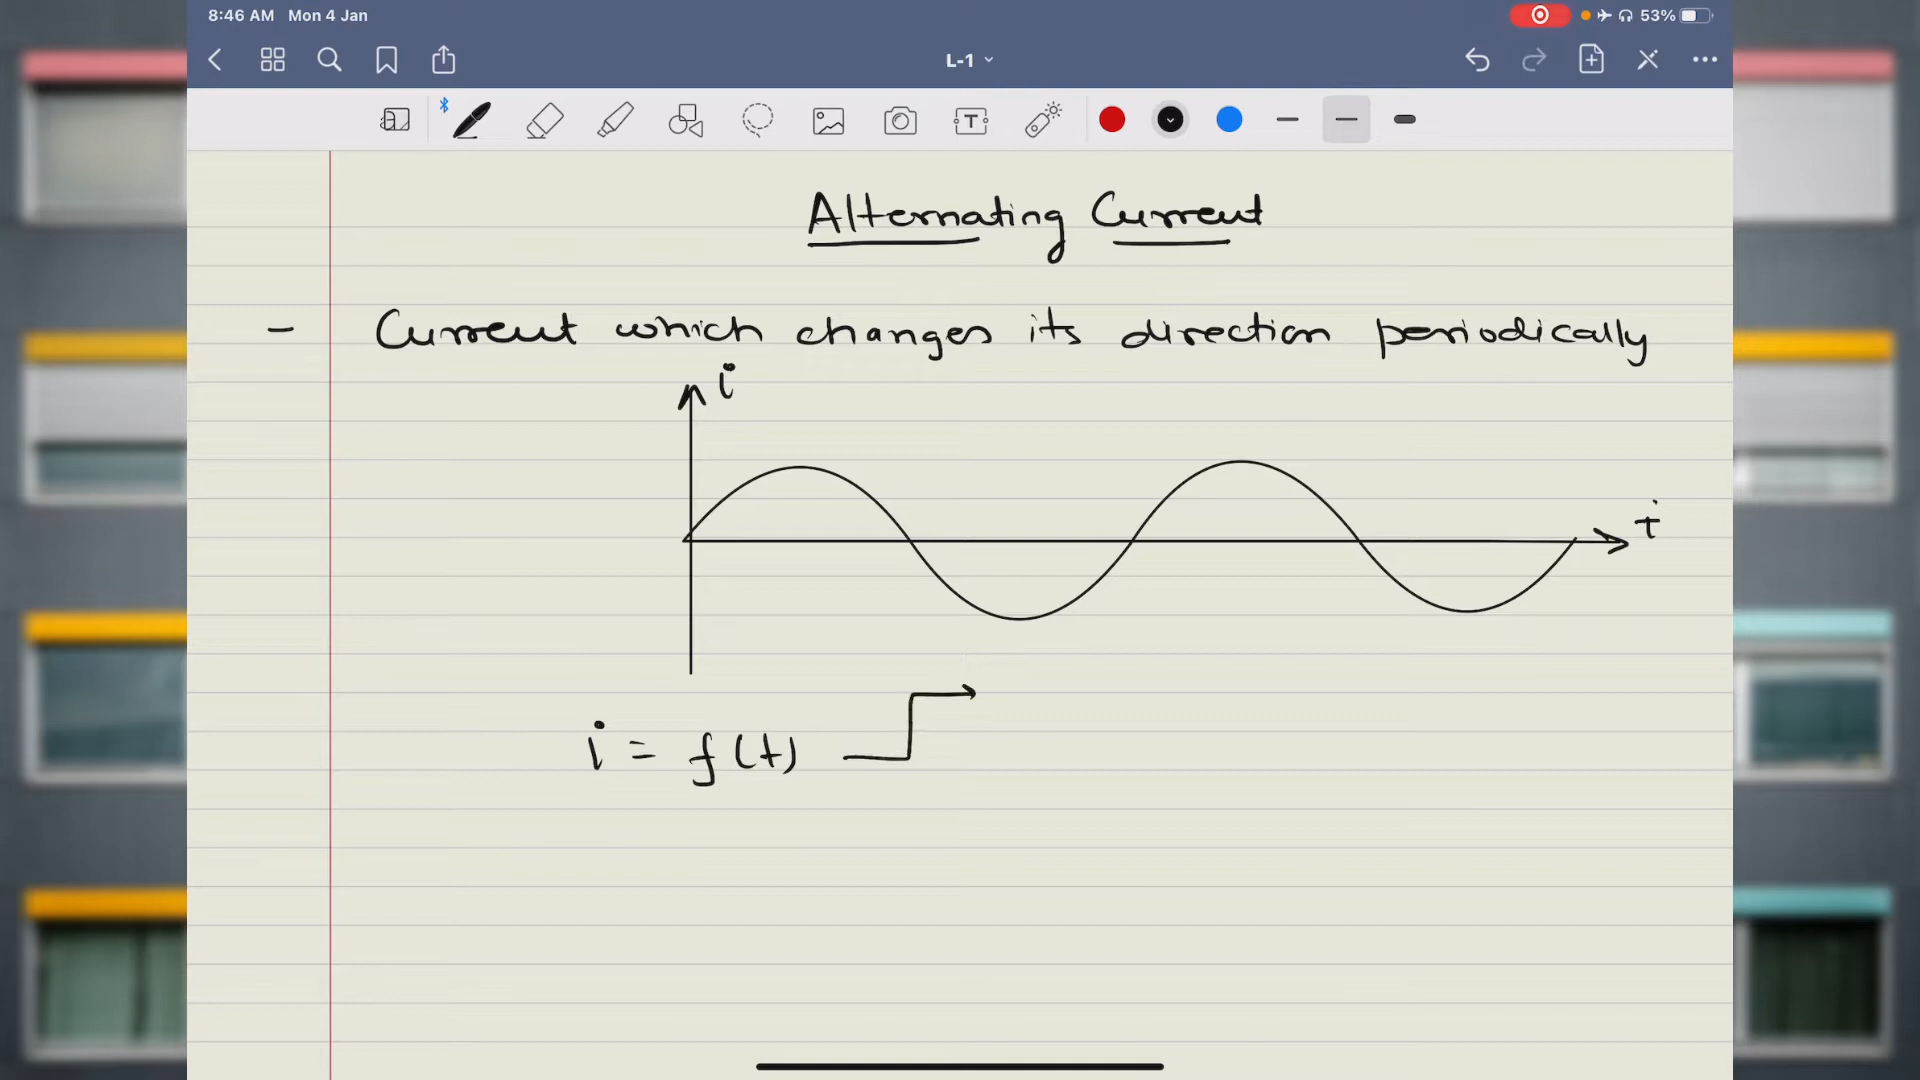 8:46 AM Mon 4 Jan
53%
L-1
T
Alternating Current
- Current which changes its direction periodically
i
t
i = f(t)